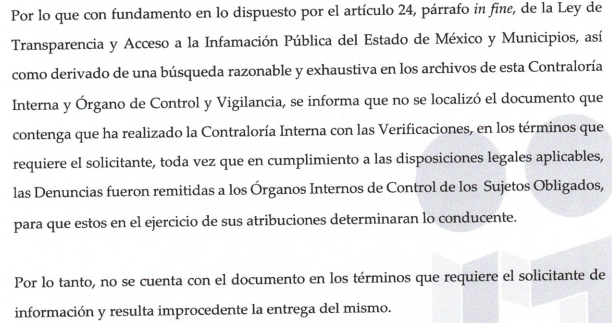 Por lo que con fundamento en lo dispuesto por el artículo 24, párrafo in fine, de la Ley de
Transparencia y Acceso a la Infamación Pública del Estado de México y Municipios, así
como derivado de una búsqueda razonable y exhaustiva en los archivos de esta Contraloría
Interna y Órgano de Control y Vigilancia, se informa que no se localizó el documento que
contenga que ha realizado la Contraloría Interna con las Verificaciones, en los términos que
requiere el solicitante, toda vez que en cumplimiento a las disposiciones legales aplicables,
las Denuncias fueron remitidas a los Órganos Internos de Control de los Sujetos Obligados,
para que estos en el ejercicio de sus atribuciones determinaran lo conducente.
Por lo tanto, no se cuenta con el documento en los términos que requiere el solicitante de
información y resulta improcedente la entrega del mismo.